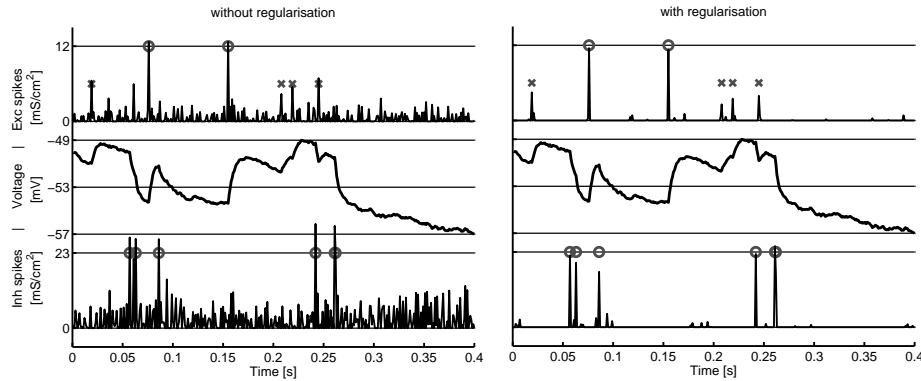 without regularisation
with regularisation
Exc spikes
[mS/cm²]
12
0
Voltage
[mV]
−49
−53
−57
Inh spikes
[mS/cm²]
23
0
0 0.05 0.1 0.15 0.2 0.25 0.3 0.35 0.4
Time [s]
0 0.05 0.1 0.15 0.2 0.25 0.3 0.35 0.4
Time [s]